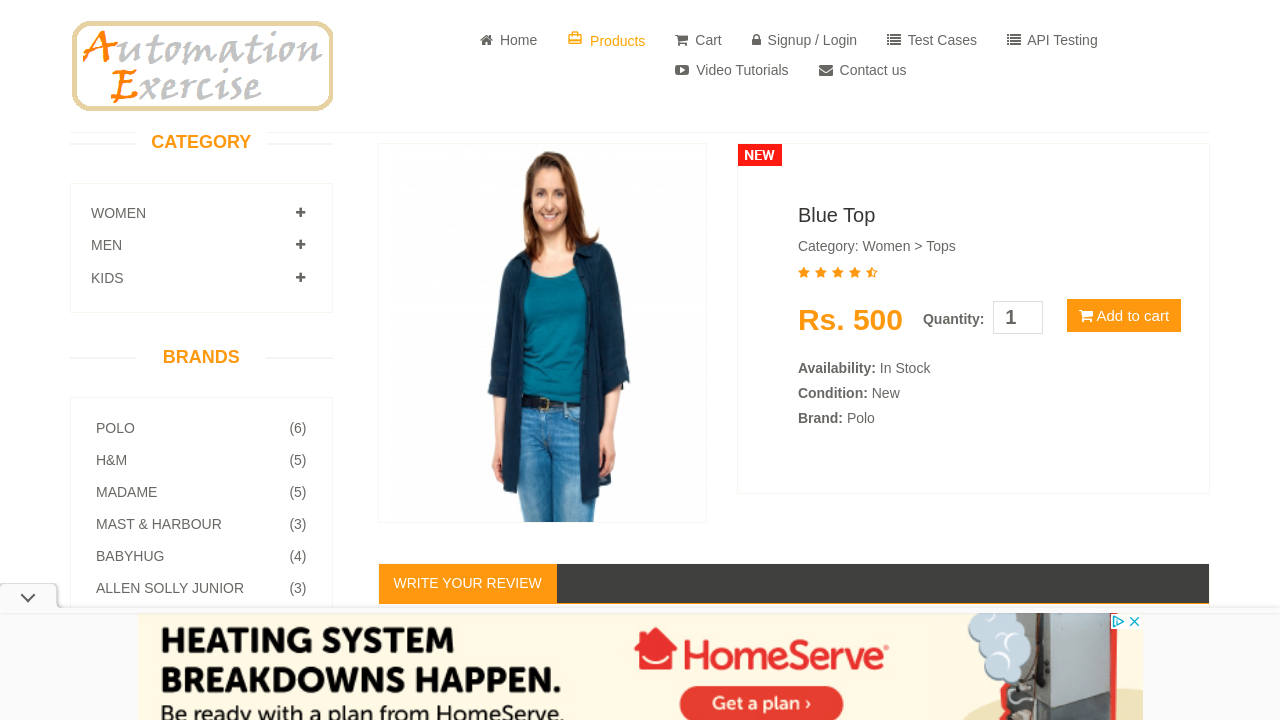 Automation
Exercise
Home
Products
Cart
Signup / Login
Test Cases
API Testing
Video Tutorials
Contact us
CATEGORY
WOMEN
MEN
KIDS
BRANDS
POLO (6)
H&M (5)
MADAME (5)
MAST & HARBOUR (3)
BABYHUG (4)
ALLEN SOLLY JUNIOR (3)
NEW
Blue Top
Category: Women > Tops
Rs. 500 Quantity: 1 Add to cart
Availability: In Stock
Condition: New
Brand: Polo
WRITE YOUR REVIEW
HEATING SYSTEM
BREAKDOWNS HAPPEN.
Be ready with a plan from HomeServe.
HomeServe®
Get a plan ›